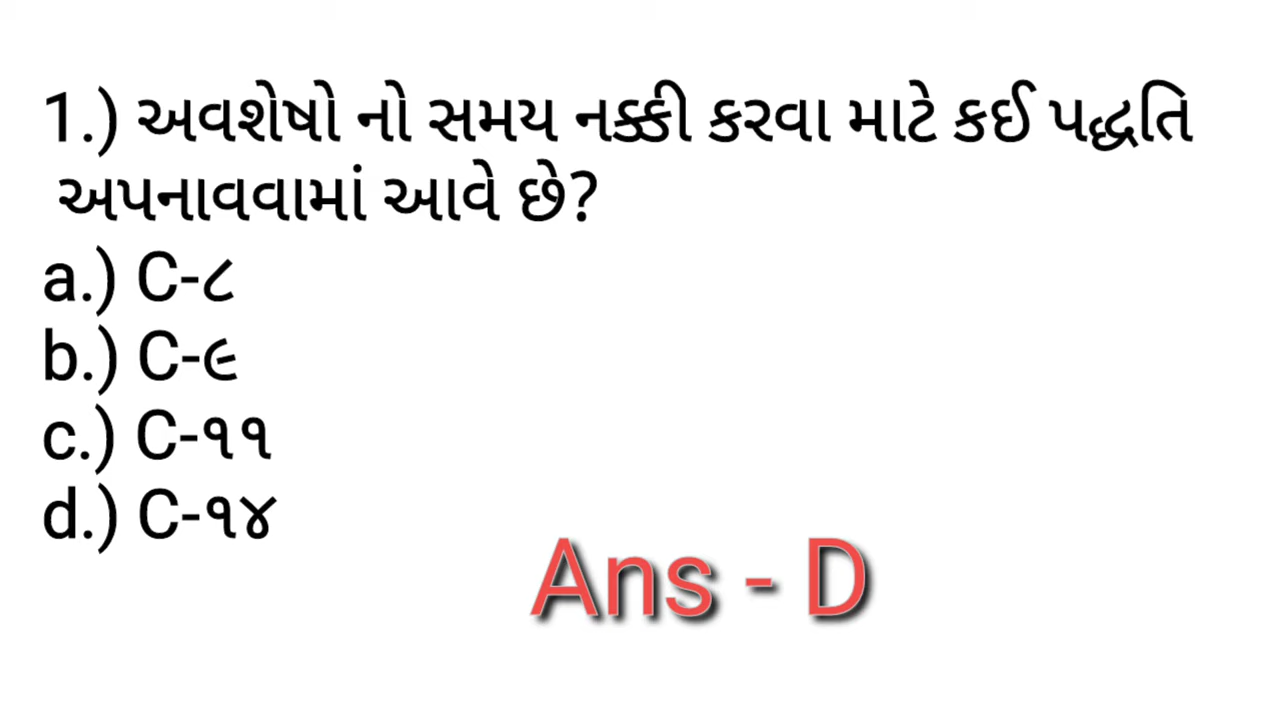 1.) અવશેષો નો સમય નક્કી કરવા માટે કઈ પદ્ધતિ
અપનાવવામાં આવે છે?
a.) C-૮
b.) C-૯
c.) C-૧૧
d.) C-૧૪
Ans - D